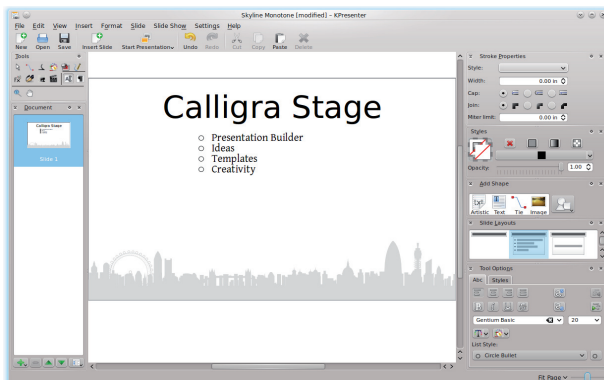 Skyline Monotone [modified] – KPresenter
File Edit View Insert Format Slide Slide Show Settings Help
New Open Save Insert Slide Start Presentation Undo Redo Cut Copy Paste Delete
Tools
Document
Calligra Stage
Slide 1
Calligra Stage
Presentation Builder
Ideas
Templates
Creativity
Stroke Properties
Style:
Width: 0.00 in
Cap:
Join:
Miter limit: 0.00 in
Styles
Opacity: 1.00
Add Shape
Artistic Text Tie Image
Slide Layouts
Tool Options
Abc Styles
Gentium Basic 20
List Style:
Circle Bullet
Fit Page